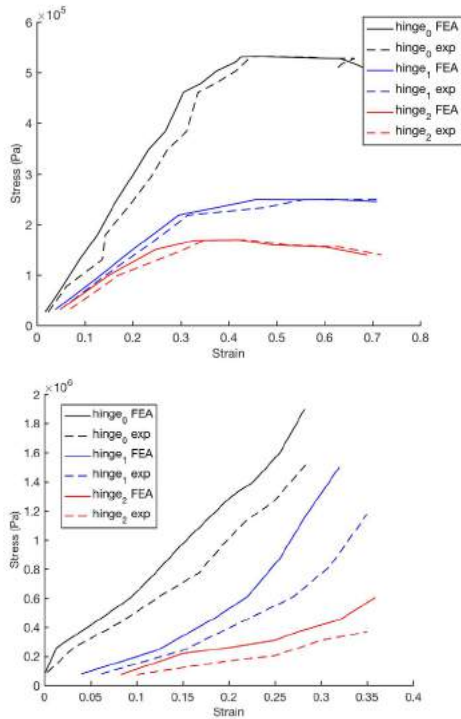 ×10⁵
6
5
4
3
2
1
0
Stress (Pa)
hinge₀ FEA
hinge₀ exp
hinge₁ FEA
hinge₁ exp
hinge₂ FEA
hinge₂ exp
0 0.1 0.2 0.3 0.4 0.5 0.6 0.7 0.8
Strain
×10⁶
2
1.8
1.6
1.4
1.2
1
0.8
0.6
0.4
0.2
0
Stress (Pa)
hinge₀ FEA
hinge₀ exp
hinge₁ FEA
hinge₁ exp
hinge₂ FEA
hinge₂ exp
0 0.05 0.1 0.15 0.2 0.25 0.3 0.35 0.4
Strain